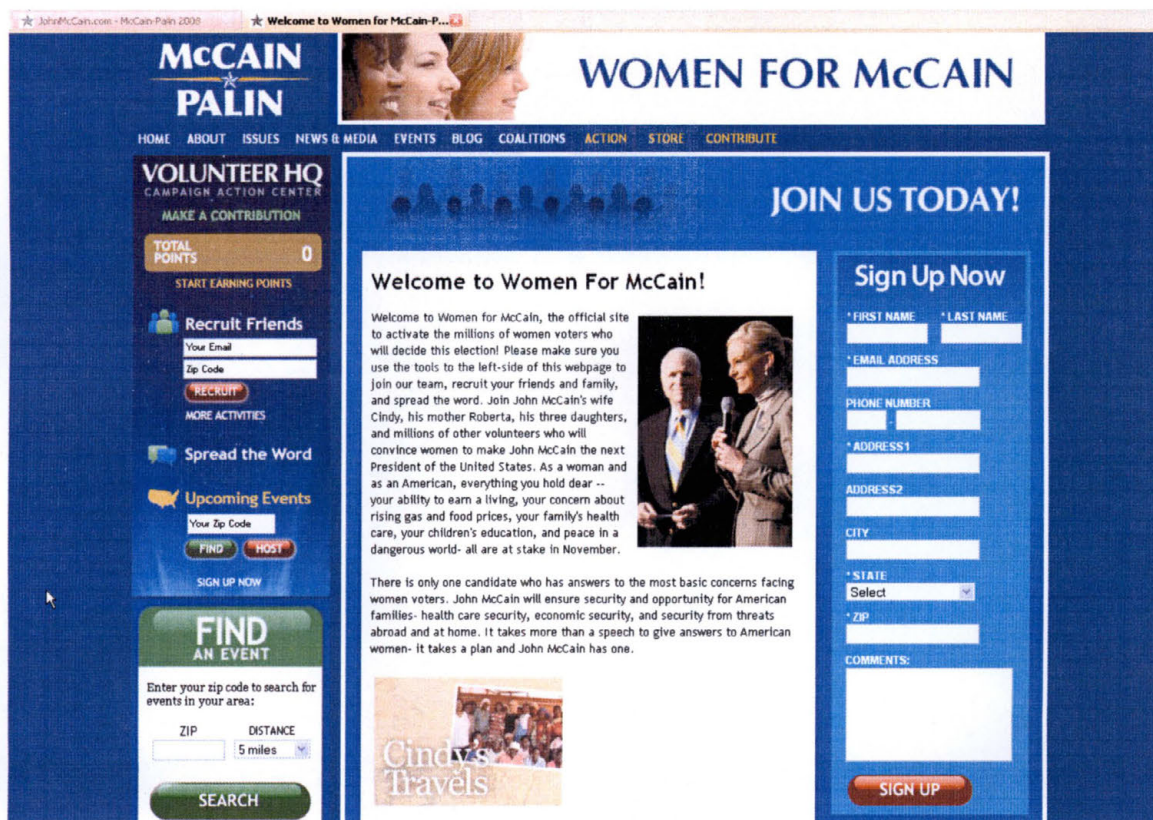 JohnMcCain.com - McCain-Palin 2008
Welcome to Women for McCain-P...
McCAIN
PALIN
WOMEN FOR McCAIN
HOME ABOUT ISSUES NEWS & MEDIA EVENTS BLOG COALITIONS ACTION STORE CONTRIBUTE
VOLUNTEER HQ
CAMPAIGN ACTION CENTER
MAKE A CONTRIBUTION
TOTAL
POINTS
0
START EARNING POINTS
Recruit Friends
Your Email
Zip Code
RECRUIT
MORE ACTIVITIES
Spread the Word
Upcoming Events
Your Zip Code
FIND HOST
SIGN UP NOW
FIND
AN EVENT
Enter your zip code to search for
events in your area:
ZIP DISTANCE
5 miles
SEARCH
JOIN US TODAY!
Welcome to Women For McCain!
Welcome to Women for McCain, the official site
to activate the millions of women voters who
will decide this election! Please make sure you
use the tools to the left-side of this webpage to
join our team, recruit your friends and family,
and spread the word. Join John McCain's wife
Cindy, his mother Roberta, his three daughters,
and millions of other volunteers who will
convince women to make John McCain the next
President of the United States. As a woman and
as an American, everything you hold dear --
your ability to earn a living, your concern about
rising gas and food prices, your family's health
care, your children's education, and peace in a
dangerous world- all are at stake in November.
There is only one candidate who has answers to the most basic concerns facing
women voters. John McCain will ensure security and opportunity for American
families- health care security, economic security, and security from threats
abroad and at home. It takes more than a speech to give answers to American
women- it takes a plan and John McCain has one.
Cindy's
Travels
Sign Up Now
* FIRST NAME * LAST NAME
* EMAIL ADDRESS
PHONE NUMBER
-
* ADDRESS1
ADDRESS2
CITY
* STATE
Select
* ZIP
COMMENTS:
SIGN UP